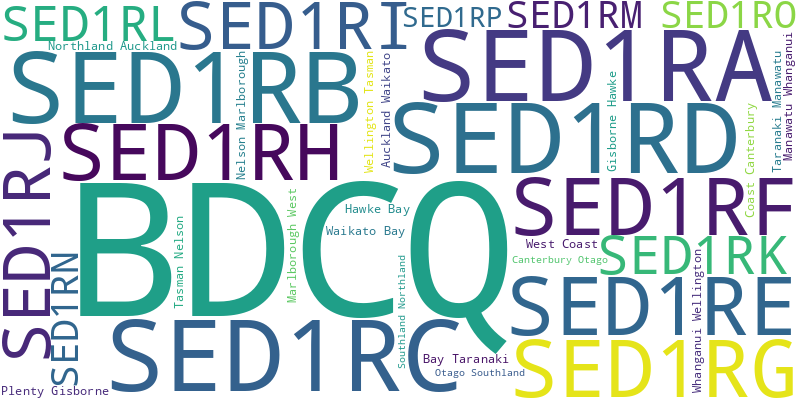 SED1RL
SED1RI
SED1RP
SED1RM
SED1RO
Northland Auckland
SED1RB
Nelson Marlborough
Wellington Tasman
Auckland Waikato
SED1RA
Taranaki Manawatu
Manawatu Whanganui
SED1RJ
SED1RH
SED1RD
Gisborne Hawke
Coast Canterbury
BDCQ
Hawke Bay
Waikato Bay
Tasman Nelson
Marlborough West
Southland Northland
SED1RF
West Coast
Canterbury Otago
SED1RK
SED1RN
SED1RC
SED1RE
Whanganui Wellington
Bay Taranaki
Otago Southland
SED1RG
Plenty Gisborne